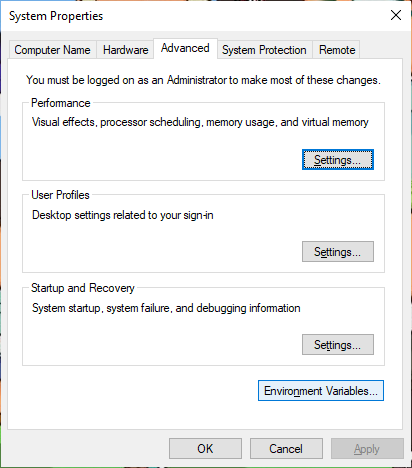 System Properties
Computer Name Hardware Advanced System Protection Remote
You must be logged on as an Administrator to make most of these changes.
Performance
Visual effects, processor scheduling, memory usage, and virtual memory
Settings...
User Profiles
Desktop settings related to your sign-in
Settings...
Startup and Recovery
System startup, system failure, and debugging information
Settings...
Environment Variables...
OK Cancel Apply